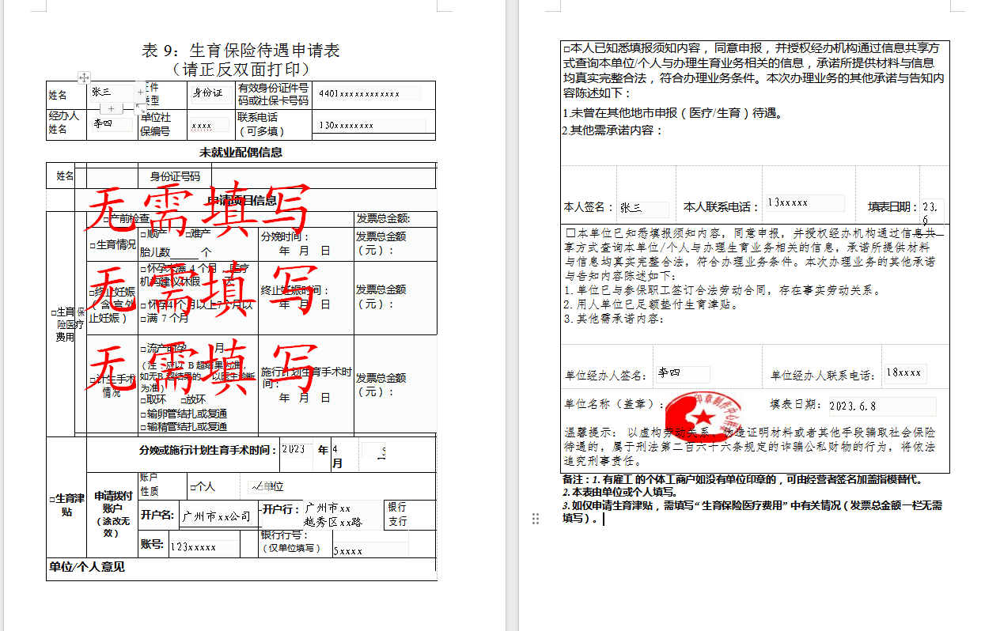 表 9：生育保险待遇申请表
（请正反双面打印）
姓名 张三 证件类型 身份证 有效身份证件号码或社保卡号码 4401xxxxxxxxxxxx
经办人姓名 李四 单位社保编号 xxxx 联系电话（可多填） 130xxxxxxxx
未就业配偶信息
姓名 身份证号码
申请项目信息
无需填写
□生育保险医疗费用
□产前检查 发票总金额:
□生育情况 □顺产 □难产
胎儿数 个
分娩时间：
年 月 日
发票总金额
（元）：
无需填写
□终止妊娠（含宫外止妊娠）
□怀孕未满 4 个月，医疗
机构建议休假 天
□怀孕4 个月以上7个月以
□满 7 个月
终止妊娠时间：
年 月 日
发票总金额
（元）：
无需填写
□计生手术情况
□流产时孕 月
（注：应以 B 超结果为准，
如无B 超结果的， 以医生诊断
为准）
□取环 □放环
□输卵管结扎或复通
□输精管结扎或复通
施行计划生育手术时
间：
年 月 日
发票总金额
（元）：
□生育津贴
分娩或施行计划生育手术时间： 2023 年 4 月 5
申请拨付
账户
（涂改无
效）
账户性质 □个人 单位
开户名: 广州市xx公司 开户行： 广州市xx 越秀区xx路 银行 支行
账号: 123xxxxx 银行行号：（仅单位填写） 5xxxx
单位/个人意见
□本人已知悉填报须知内容，同意申报，并授权经办机构通过信息共享方
式查询本单位/个人与办理生育业务相关的信息，承诺所提供材料与信息
均真实完整合法，符合办理业务条件。本次办理业务的其他承诺与告知内
容陈述如下：
1.未曾在其他地市申报（医疗/生育）待遇。
2.其他需承诺内容：
本人签名： 张三 本人联系电话： 13xxxxx 填表日期： 23.6
□本单位已知悉填报须知内容，同意申报，并授权经办机构通过信息共
享方式查询本单位/个人与办理生育业务相关的信息，承诺所提供材料
与信息均真实完整合法，符合办理业务条件。本次办理业务的其他承诺
与告知内容陈述如下：
1.单位已与参保职工签订合法劳动合同，存在事实劳动关系。
2.用人单位已足额垫付生育津贴。
3.其他需承诺内容：
单位经办人签名： 李四 单位经办人联系电话： 18xxxx
单位名称（盖章）： 印章制作中心 填表日期： 2023.6.8
温馨提示： 以虚构劳动关系、伪造证明材料或者其他手段骗取社会保险
待遇的，属于刑法第二百六十六条规定的诈骗公私财物的行为，将依法
追究刑事责任。
备注：1. 有雇工 的个体工商户如没有单位印章的，可由经营者签名加盖指模替代。
2.本表由单位或个人填写。
3.如仅申请生育津贴，需填写“ 生育保险医疗费用” 中有关情况（发票总金额一栏无需
填写）。